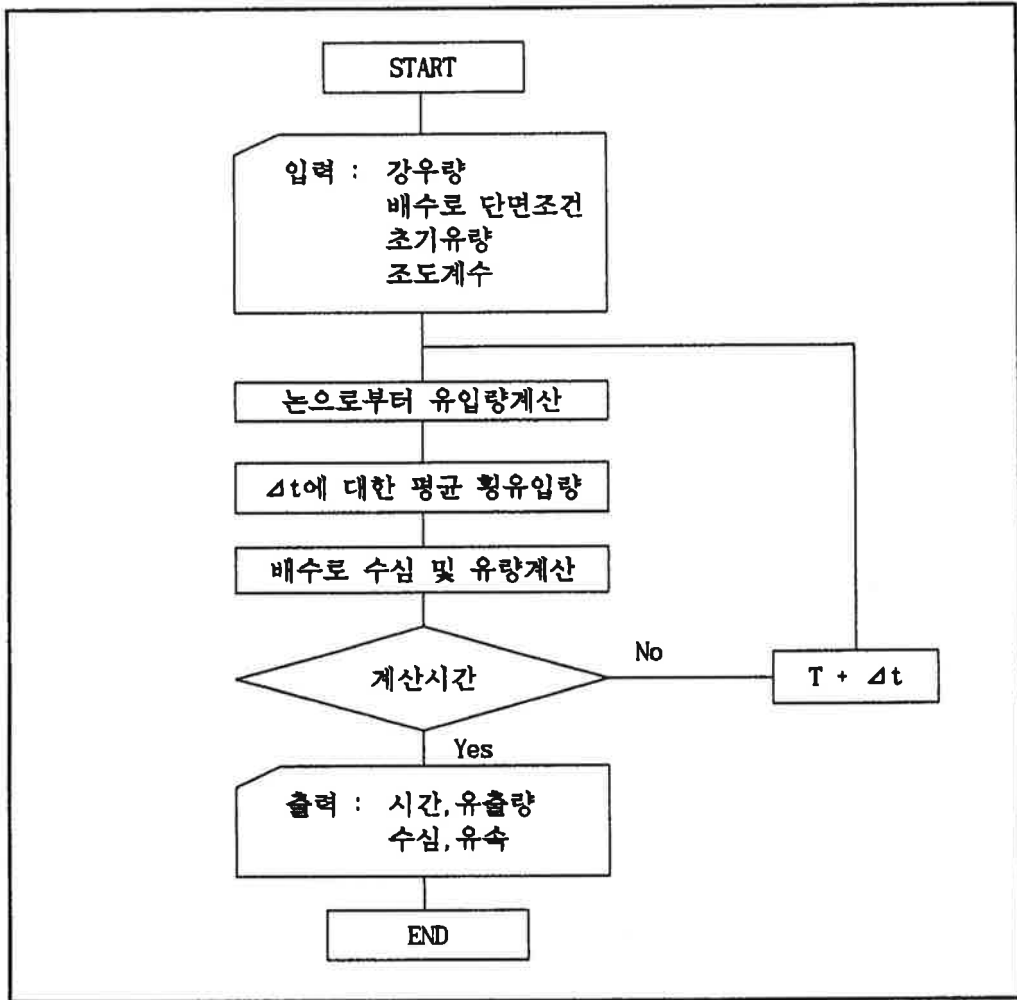 START
입력 : 강우량
배수로 단면조건
초기유량
조도계수
논으로부터 유입량계산
⊿t에 대한 평균 횡유입량
배수로 수심 및 유량계산
계산시간
No
T + ⊿t
Yes
출력 : 시간,유출량
수심,유속
END